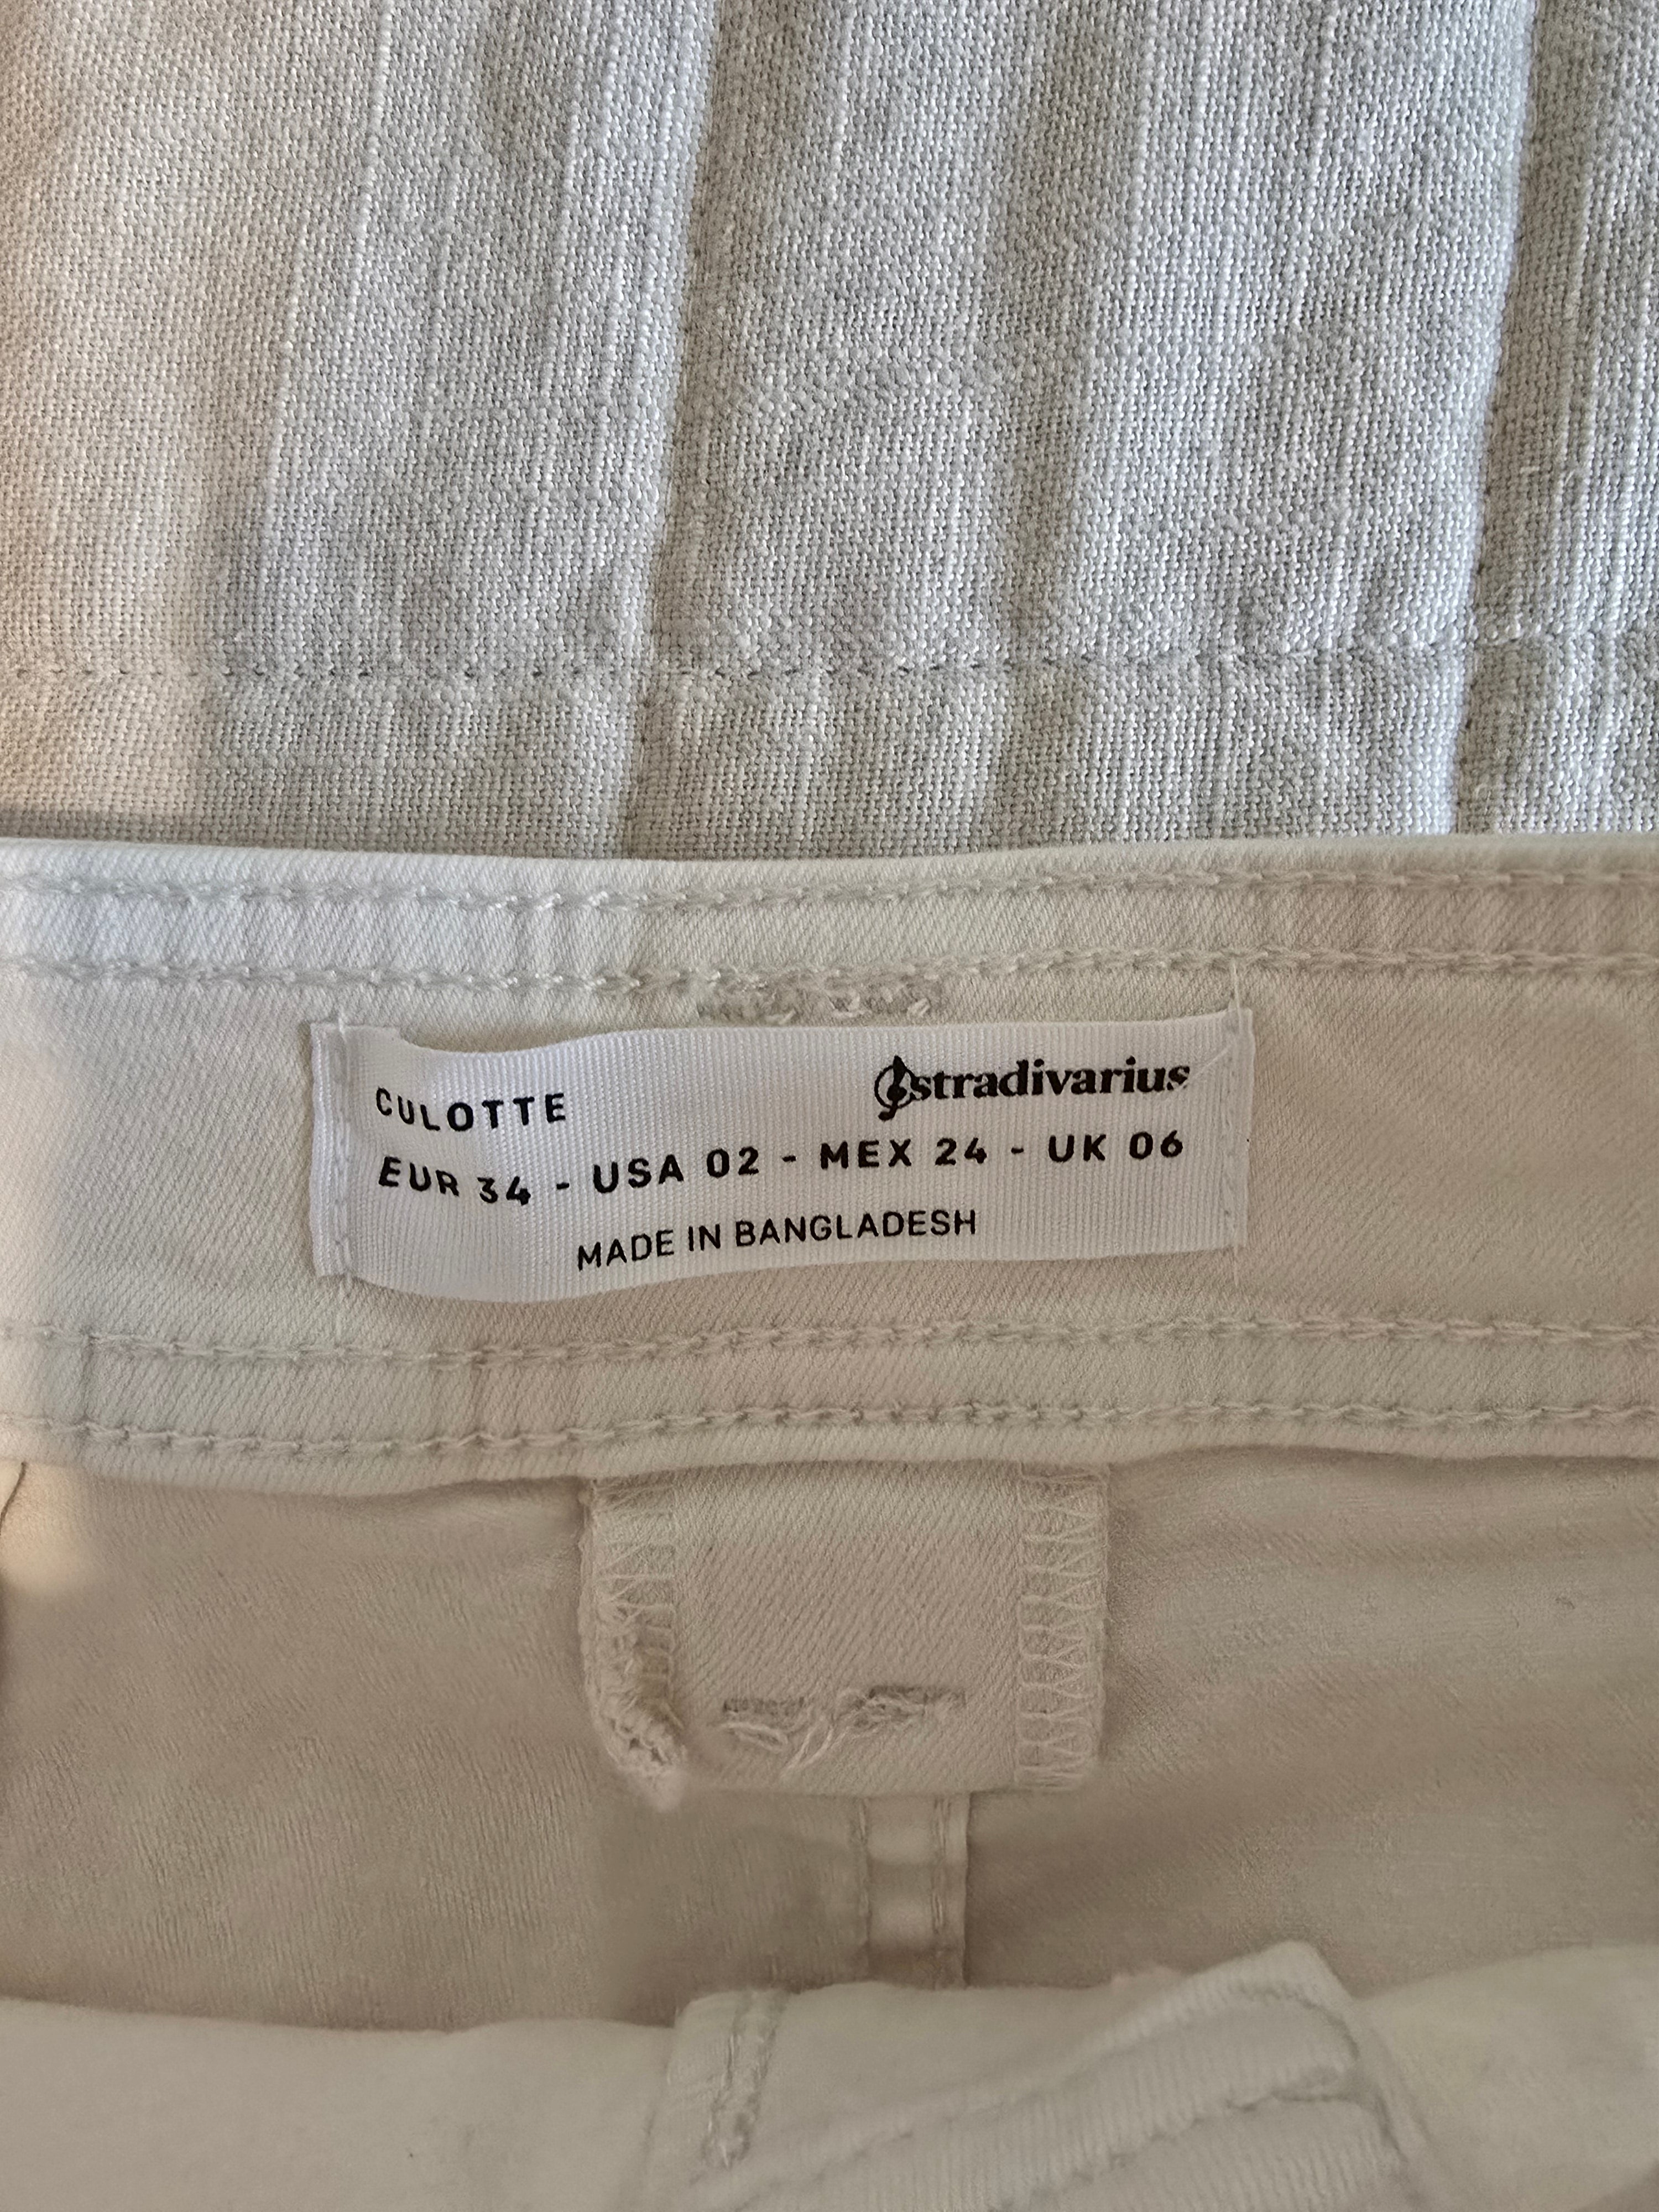 CULOTTE stradivarius
EUR 34 - USA 02 - MEX 24 - UK 06
MADE IN BANGLADESH